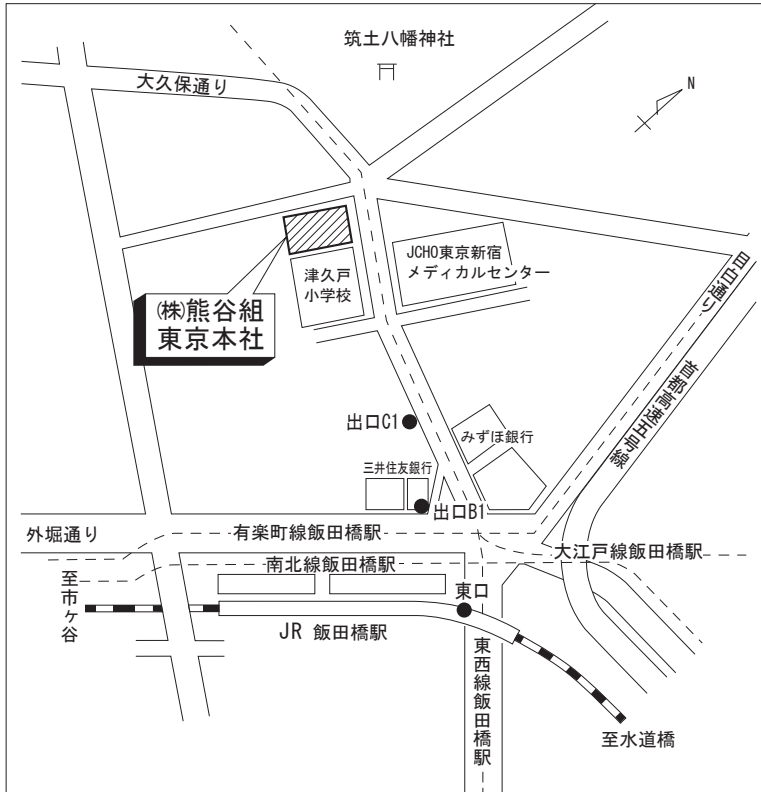 筑土八幡神社
大久保通り
N
JCHO東京新宿
メディカルセンター
津久戸
小学校
目白通り
㈱熊谷組
東京本社
首都高速五号線
出口C1
みずほ銀行
三井住友銀行
出口B1
外堀通り
有楽町線飯田橋駅
大江戸線飯田橋駅
南北線飯田橋駅
至市ヶ谷
東口
JR 飯田橋駅
東西線飯田橋駅
至水道橋